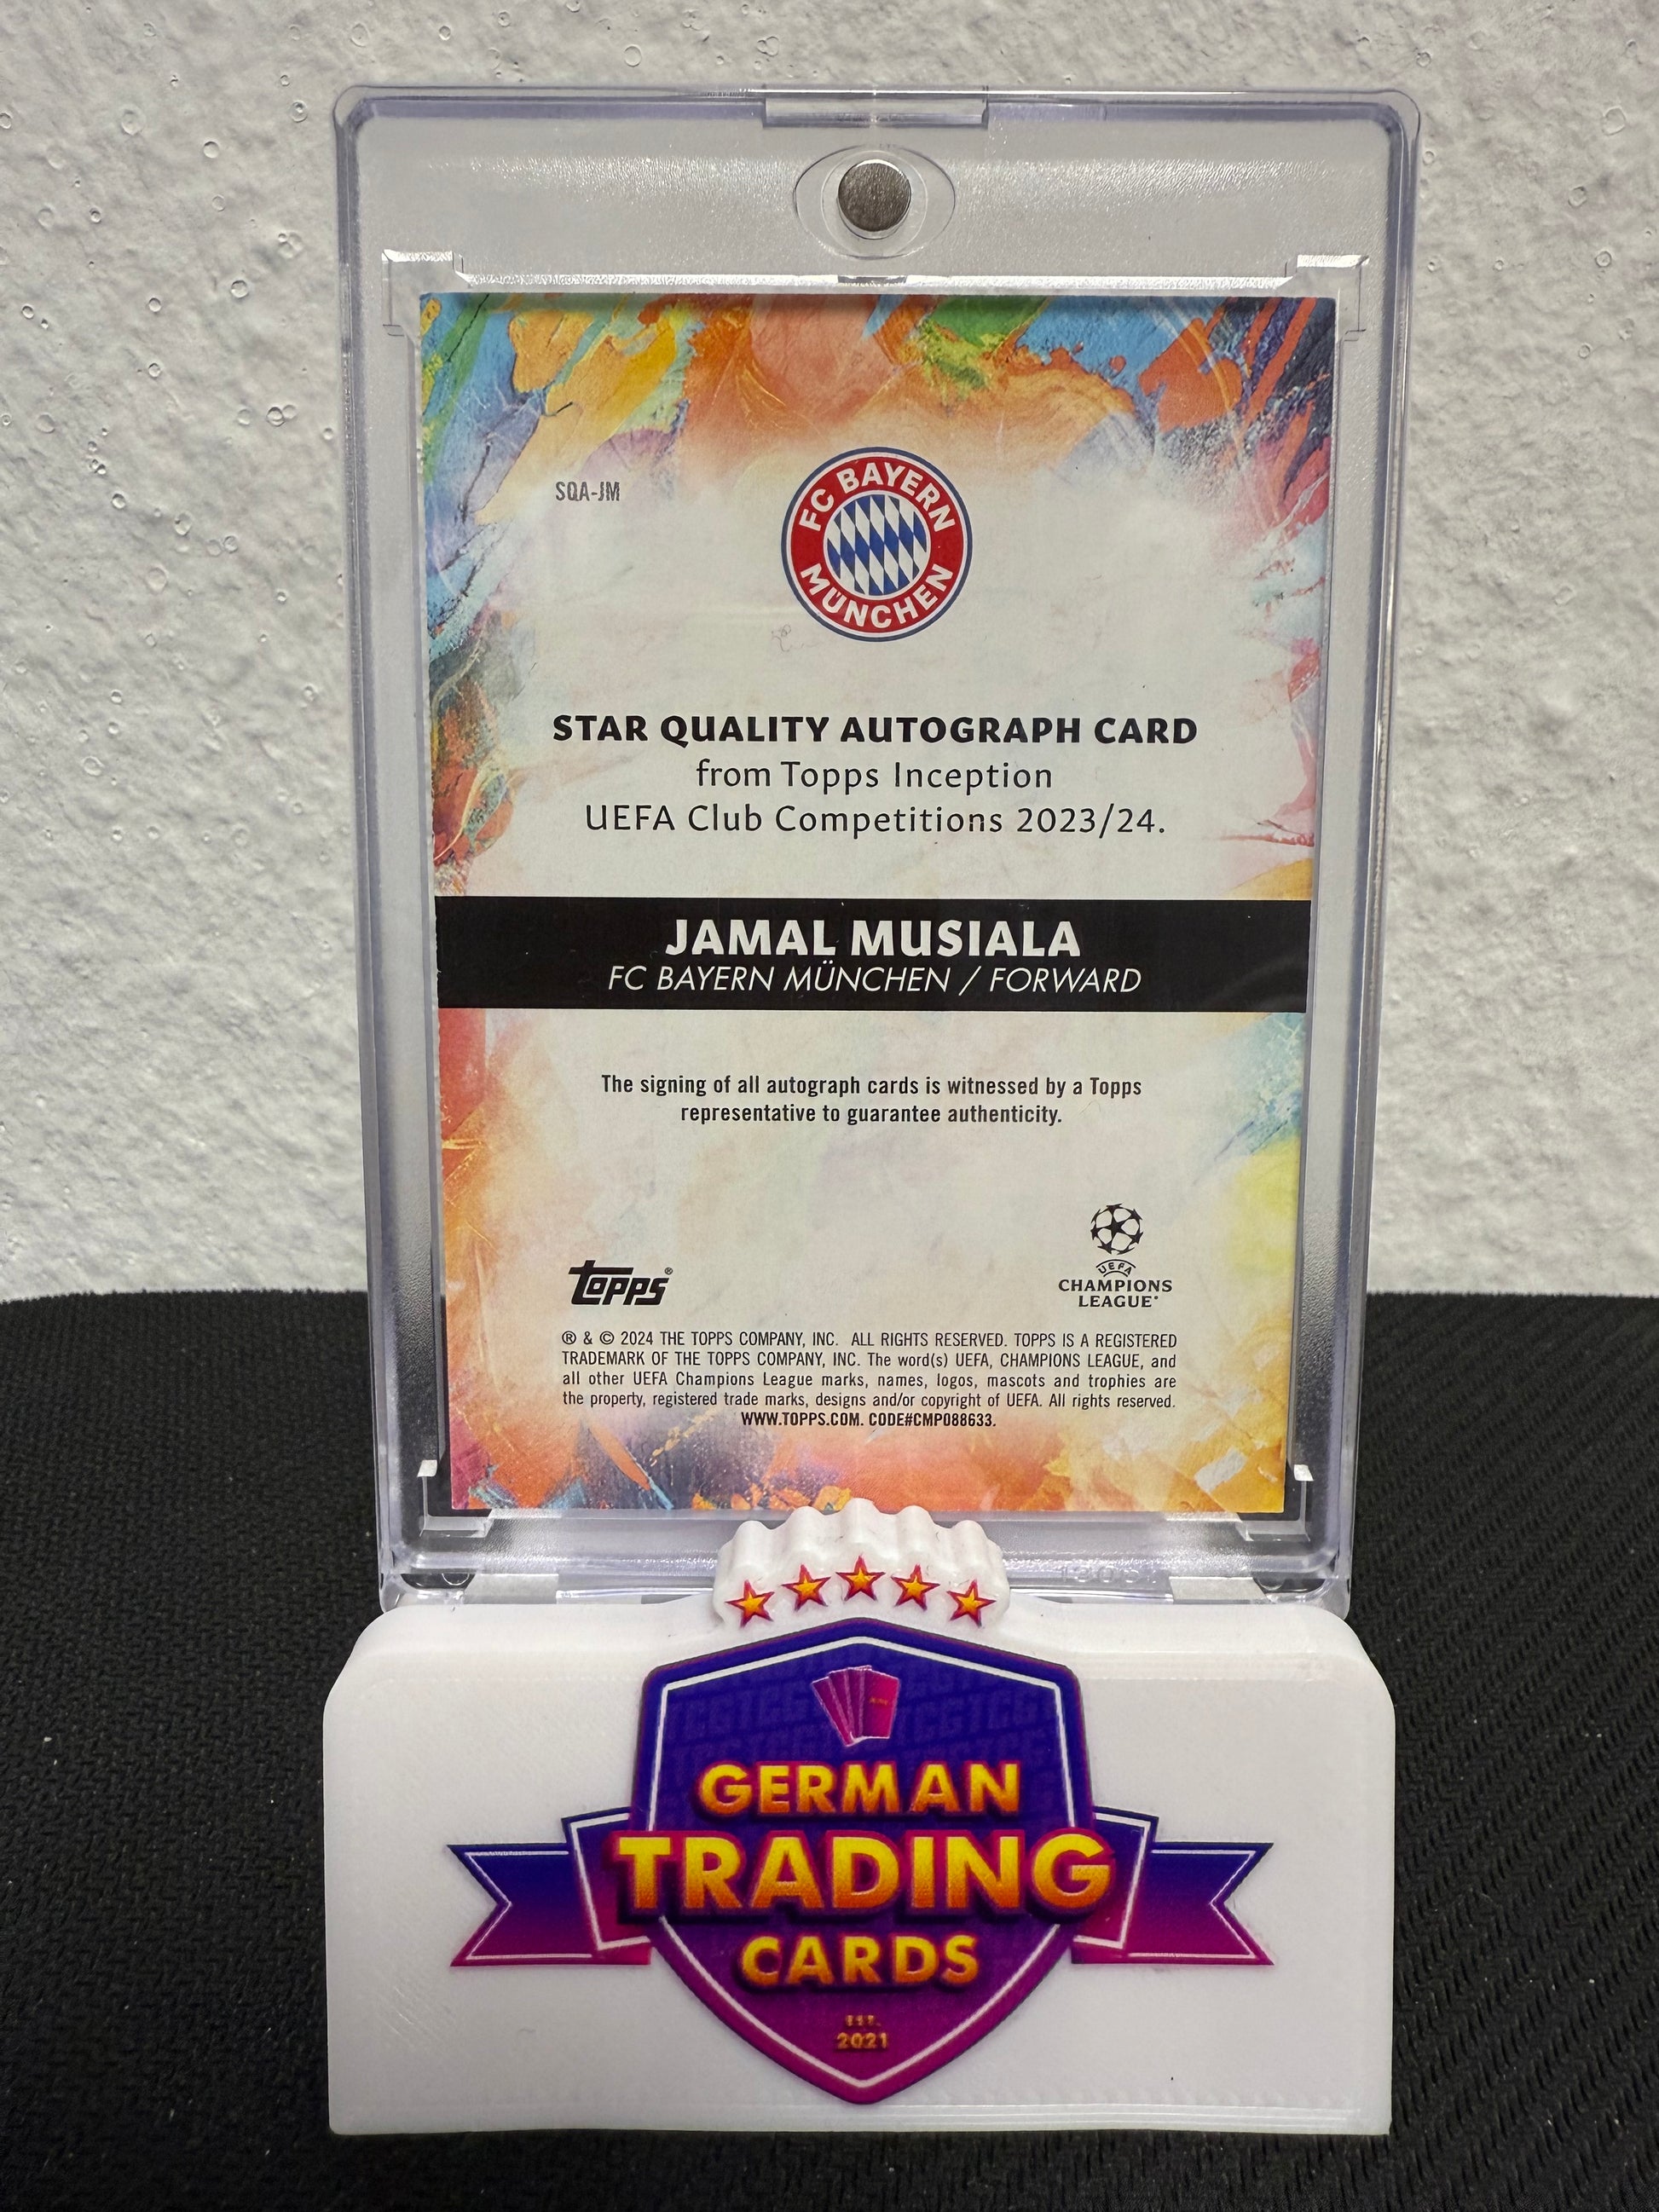 SQA-JM
FC BAYERN
MÜNCHEN
STAR QUALITY AUTOGRAPH CARD
from Topps Inception
UEFA Club Competitions 2023/24.
JAMAL MUSIALA
FC BAYERN MÜNCHEN / FORWARD
The signing of all autograph cards is witnessed by a Topps
representative to guarantee authenticity.
topps®
UEFA
CHAMPIONS
LEAGUE®
® & © 2024 THE TOPPS COMPANY, INC. ALL RIGHTS RESERVED. TOPPS IS A REGISTERED
TRADEMARK OF THE TOPPS COMPANY, INC. The word(s) UEFA, CHAMPIONS LEAGUE, and
all other UEFA Champions League marks, names, logos, mascots and trophies are
the property, registered trade marks, designs and/or copyright of UEFA. All rights reserved.
WWW.TOPPS.COM. CODE#CMP088633.
GERMAN
TRADING
CARDS
EST.
2021